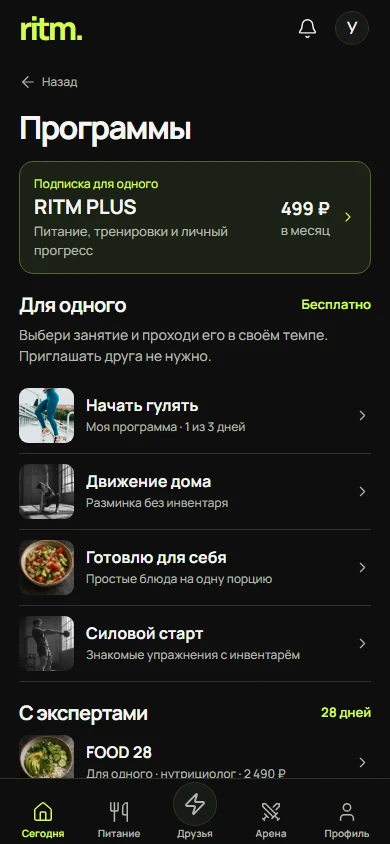 ritm.
У
Назад
Программы
Подписка для одного
RITM PLUS
Питание, тренировки и личный
прогресс
499 ₽
в месяц
Для одного
Бесплатно
Выбери занятие и проходи его в своём темпе.
Приглашать друга не нужно.
Начать гулять
Моя программа · 1 из 3 дней
Движение дома
Разминка без инвентаря
Готовлю для себя
Простые блюда на одну порцию
Силовой старт
Знакомые упражнения с инвентарём
С экспертами
28 дней
FOOD 28
Для одного · нутрициолог · 2 490 ₽
Сегодня
Питание
Друзья
Арена
Профиль